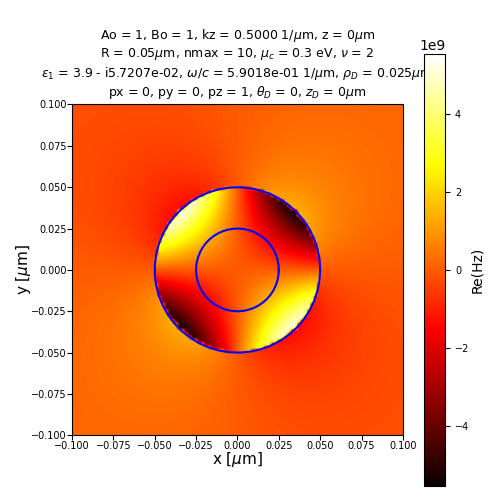 Ao = 1, Bo = 1, kz = 0.5000 1/μm, z = 0μm
R = 0.05μm, nmax = 10, μ_c = 0.3 eV, ν = 2
ε₁ = 3.9 - i5.7207e-02, ω/c = 5.9018e-01 1/μm, ρ_D = 0.025μm
px = 0, py = 0, pz = 1, θ_D = 0, z_D = 0μm
1e9
0.100
0.075
0.050
0.025
0.000
−0.025
−0.050
−0.075
−0.100
y [μm]
−0.100 −0.075 −0.050 −0.025 0.000 0.025 0.050 0.075 0.100
x [μm]
4
2
0
−2
−4
Re(Hz)